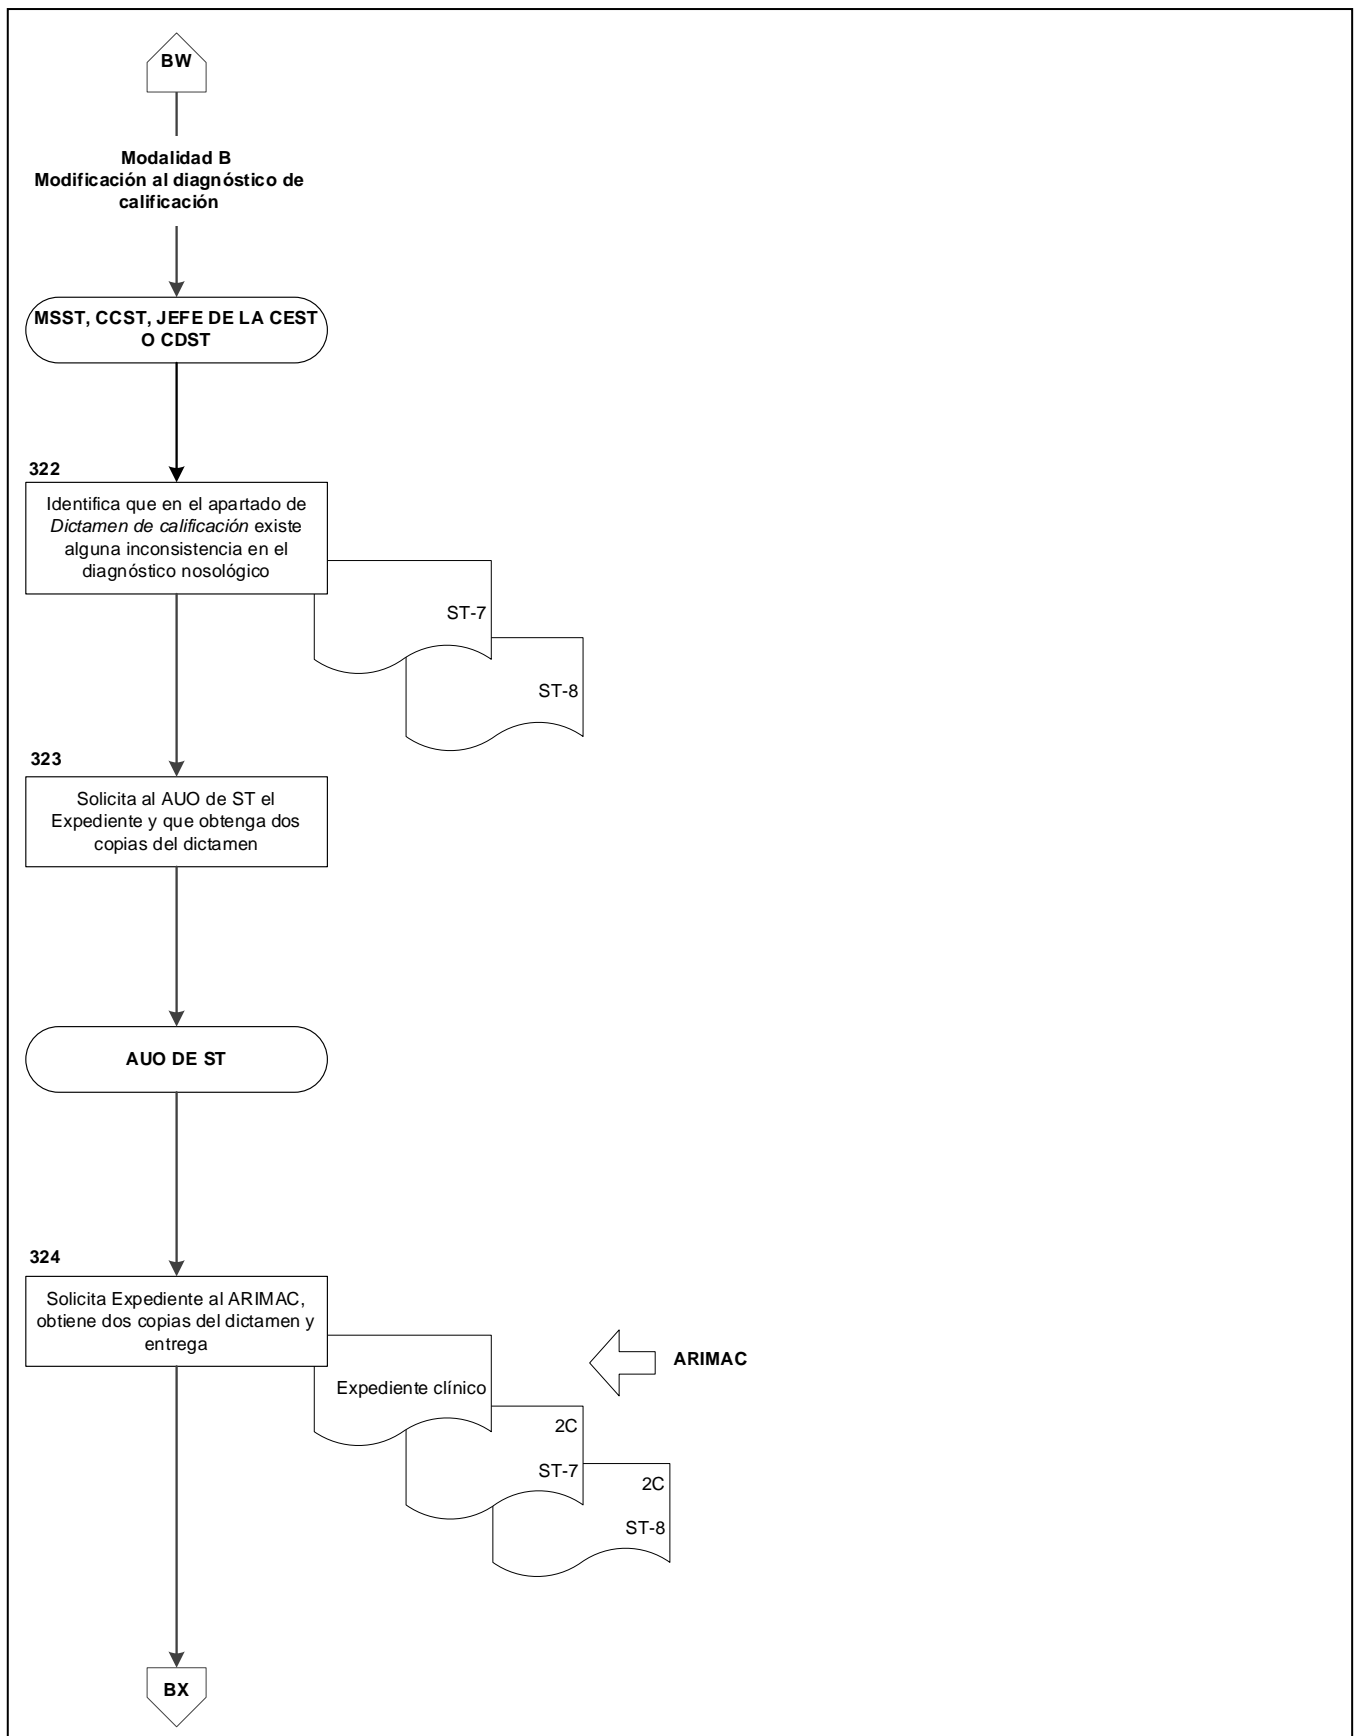 BW
Modalidad B
Modificación al diagnóstico de
calificación
MSST, CCST, JEFE DE LA CEST
O CDST
322
Identifica que en el apartado de
Dictamen de calificación existe
alguna inconsistencia en el
diagnóstico nosológico
ST-7
ST-8
323
Solicita al AUO de ST el
Expediente y que obtenga dos
copias del dictamen
AUO DE ST
324
Solicita Expediente al ARIMAC,
obtiene dos copias del dictamen y
entrega
ARIMAC
Expediente clínico
2C
ST-7
2C
ST-8
BX